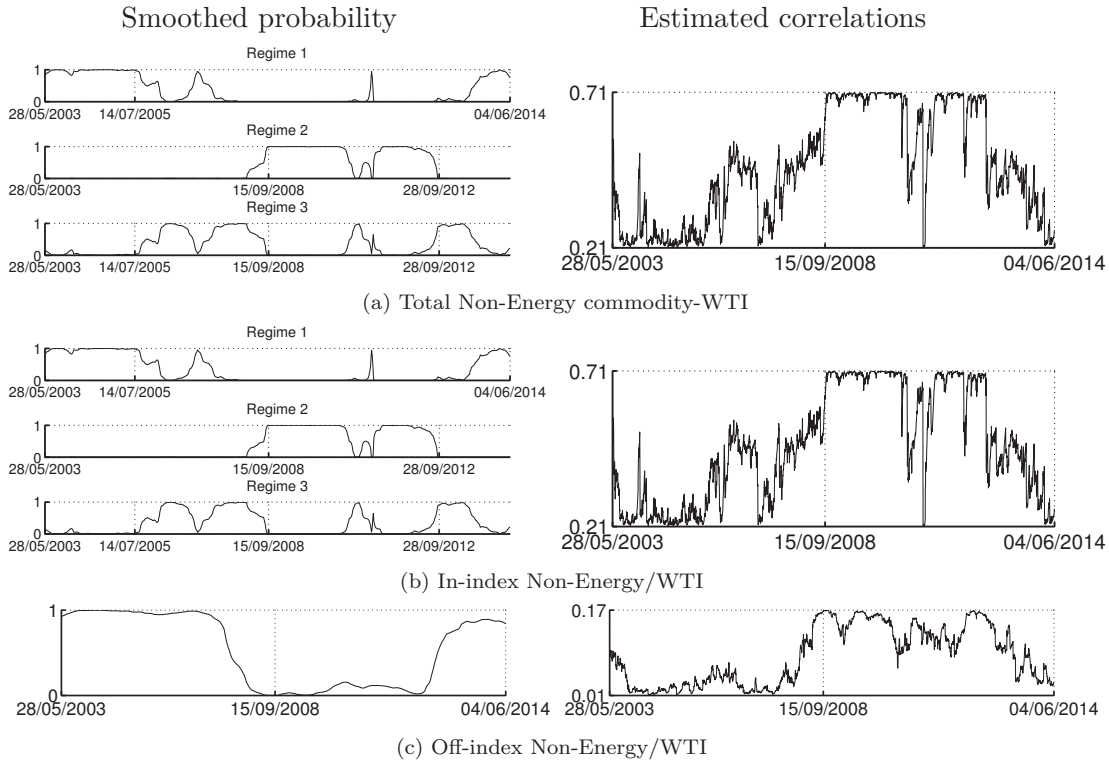 Smoothed probability
Estimated correlations
Regime 1
1
0
28/05/2003 14/07/2005 04/06/2014
Regime 2
1
0
28/05/2003 15/09/2008 28/09/2012
Regime 3
1
0
28/05/2003 14/07/2005 15/09/2008 28/09/2012
0.71
0.21
28/05/2003 15/09/2008 04/06/2014
(a) Total Non-Energy commodity-WTI
Regime 1
1
0
28/05/2003 14/07/2005 04/06/2014
Regime 2
1
0
28/05/2003 15/09/2008 28/09/2012
Regime 3
1
0
28/05/2003 14/07/2005 15/09/2008 28/09/2012
0.71
0.21
28/05/2003 15/09/2008 04/06/2014
(b) In-index Non-Energy/WTI
1
0
28/05/2003 15/09/2008 04/06/2014
0.17
0.01
28/05/2003 15/09/2008 04/06/2014
(c) Off-index Non-Energy/WTI